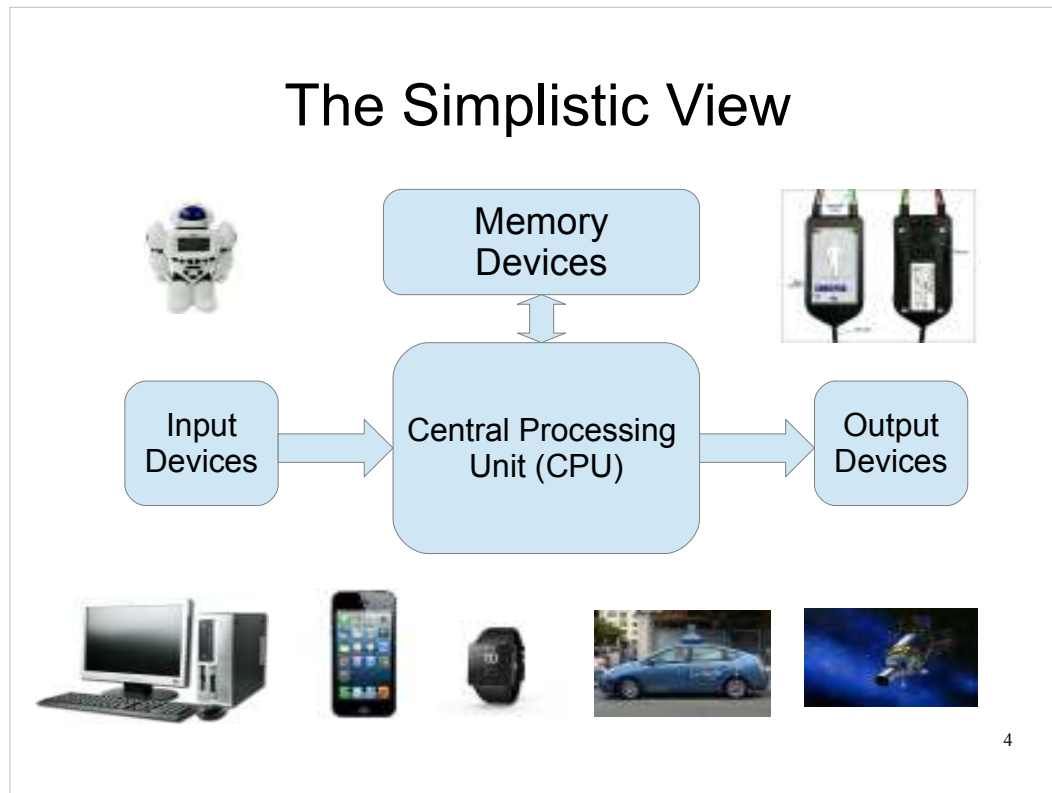 The Simplistic View
Memory
Devices
Input
Devices
Central Processing
Unit (CPU)
Output
Devices
4